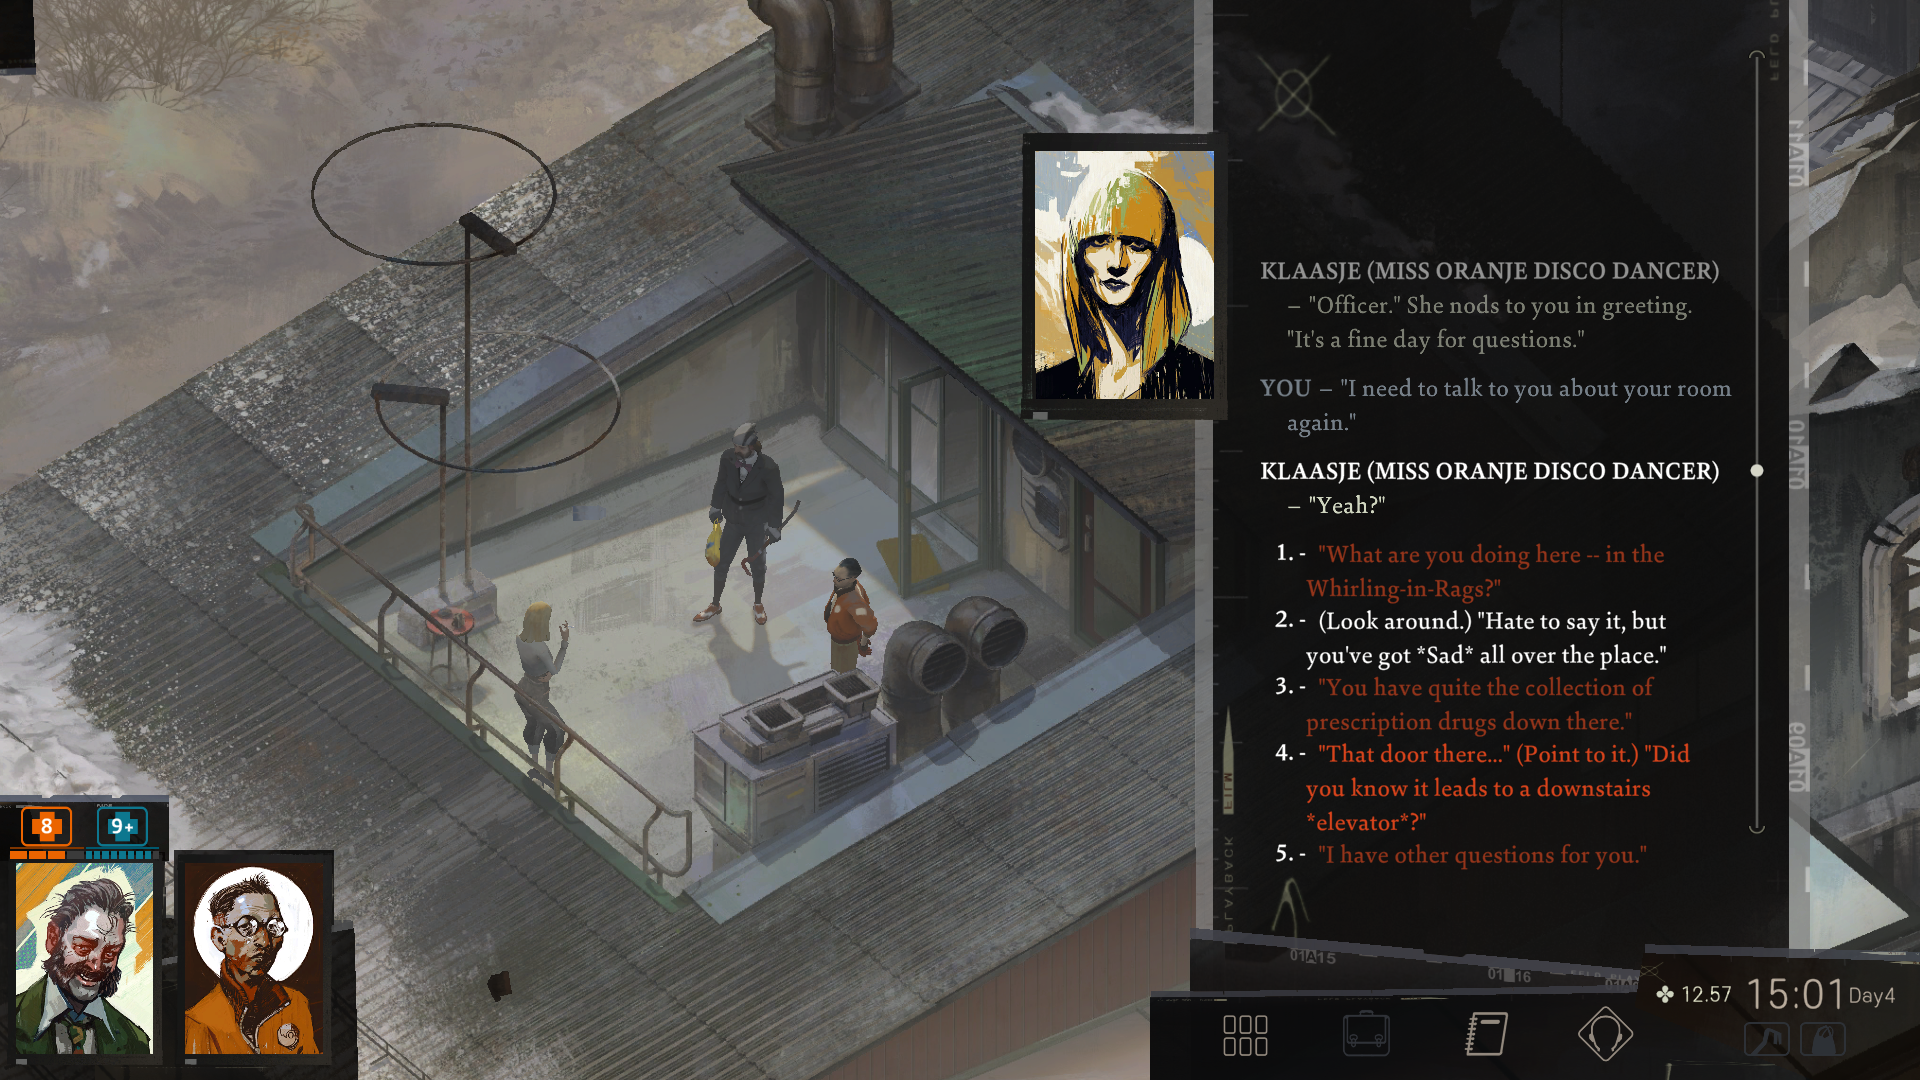 KLAASJE (MISS ORANJE DISCO DANCER)
– "Officer." She nods to you in greeting.
"It's a fine day for questions."
YOU – "I need to talk to you about your room
again."
KLAASJE (MISS ORANJE DISCO DANCER)
– "Yeah?"
1. - "What are you doing here -- in the
Whirling-in-Rags?"
2. - (Look around.) "Hate to say it, but
you've got *Sad* all over the place."
3. - "You have quite the collection of
prescription drugs down there."
4. - "That door there..." (Point to it.) "Did
you know it leads to a downstairs
*elevator*?"
5. - "I have other questions for you."
FILM
PLAYBACK
8
9+
01A15
12.57
15:01 Day4